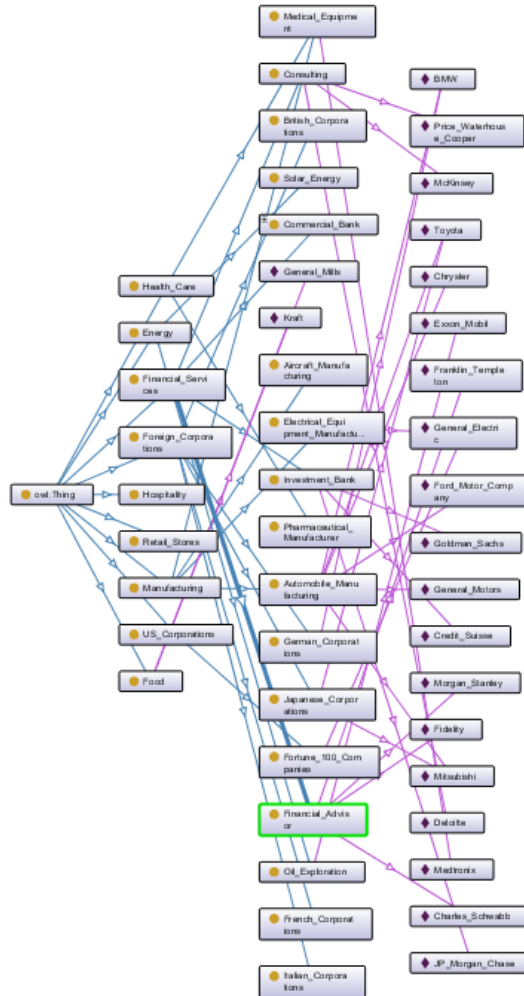 owl:Thing
Health_Care
Energy
Financial_Servi
ces
Foreign_Corpora
tions
Hospitality
Retail_Stores
Manufacturing
US_Corporations
Food
Medical_Equipme
nt
Consulting
British_Corpora
tions
Solar_Energy
Commercial_Bank
General_Mills
Kraft
Aircraft_Manufa
cturing
Electrical_Equi
pment_Manufactu...
Investment_Bank
Pharmaceutical_
Manufacturer
Automobile_Manu
facturing
German_Corporat
ions
Japanese_Corpor
ations
Fortune_100_Com
panies
Financial_Advis
or
Oil_Exploration
French_Corporat
ions
Italian_Corpora
tions
BMW
Price_Waterhous
e_Cooper
McKinsey
Toyota
Chrysler
Exxon_Mobil
Franklin_Temple
ton
General_Electri
c
Ford_Motor_Comp
any
Goldman_Sachs
General_Motors
Credit_Suisse
Morgan_Stanley
Fidelity
Mitsubishi
Deloitte
Medtronix
Charles_Schwabb
JP_Morgan_Chase